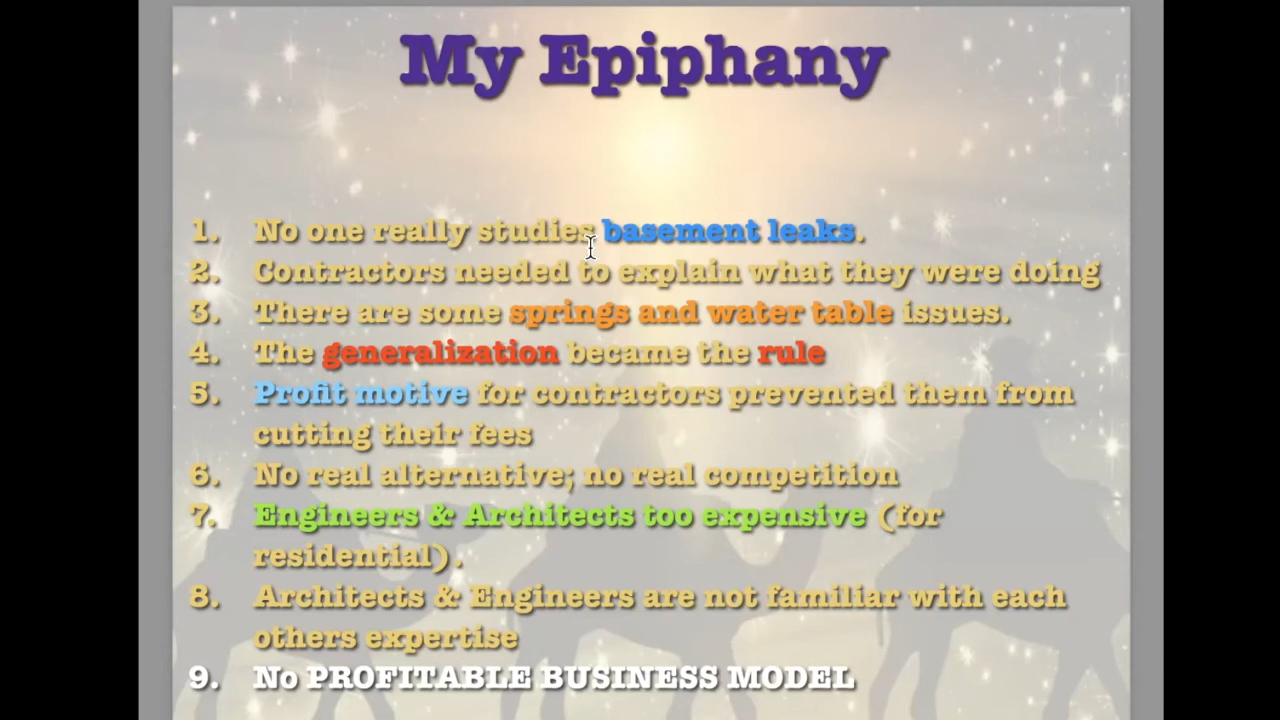 My Epiphany
1. No one really studies basement leaks.
2. Contractors needed to explain what they were doing
3. There are some springs and water table issues.
4. The generalization became the rule
5. Profit motive for contractors prevented them from
cutting their fees
6. No real alternative; no real competition
7. Engineers & Architects too expensive (for
residential).
8. Architects & Engineers are not familiar with each
others expertise
9. No PROFITABLE BUSINESS MODEL